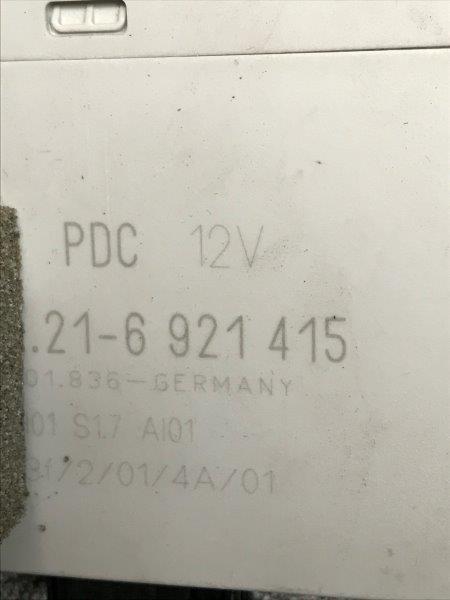 PDC 12V
.21-6 921 415
01.836-GERMANY
01 S1.7 AI01
/2/01/4A/01